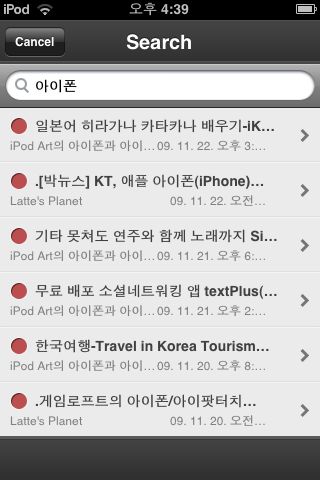 iPod 오후 4:39
Cancel Search
아이폰
일본어 히라가나 카타카나 배우기-iK...
iPod Art의 아이폰과 아이... 09. 11. 22. 오후 3:...
.[박뉴스] KT, 애플 아이폰(iPhone)...
Latte's Planet 09. 11. 22. 오전...
기타 못쳐도 연주와 함께 노래까지 Si...
iPod Art의 아이폰과 아이... 09. 11. 21. 오후 6:...
무료 배포 소셜네트워킹 앱 textPlus(...
iPod Art의 아이폰과 아이... 09. 11. 21. 오후 2:...
한국여행-Travel in Korea Tourism...
iPod Art의 아이폰과 아이... 09. 11. 20. 오후 8:...
.게임로프트의 아이폰/아이팟터치...
Latte's Planet 09. 11. 20. 오전...